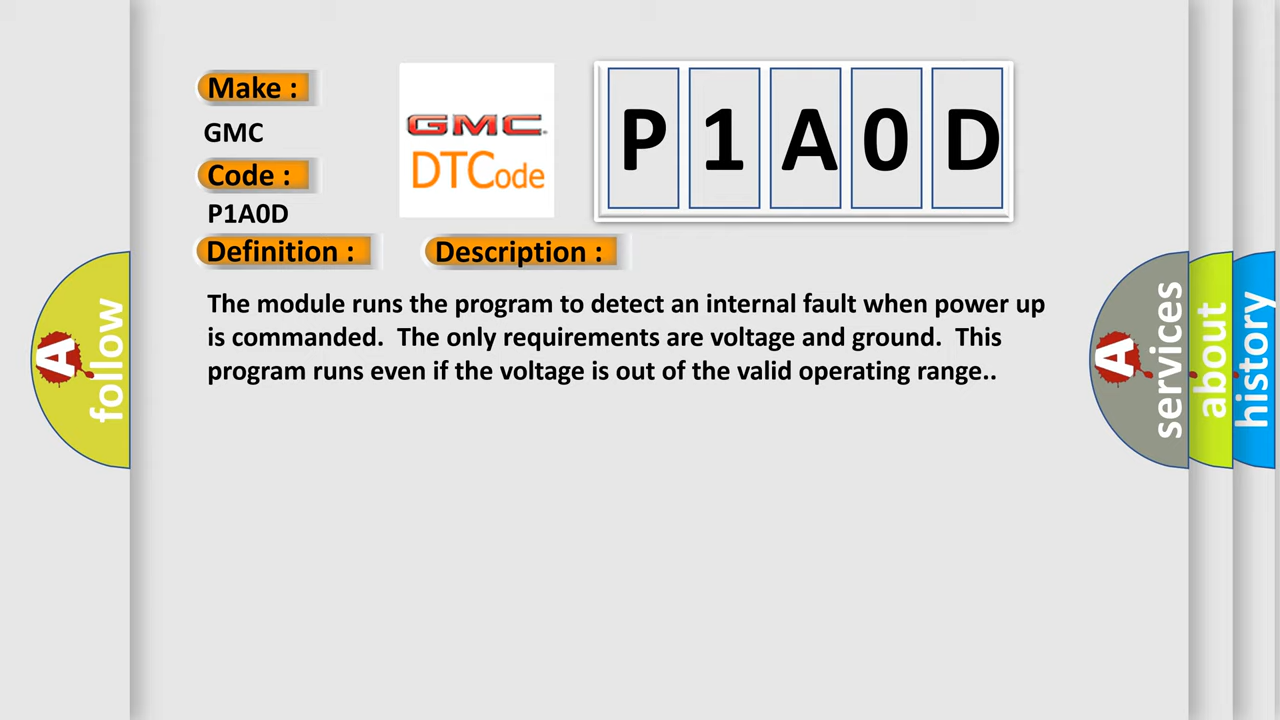 Make :
GMC
Code :
P1A0D
Definition :
Description :
GMC
DTCode
P1A0D
The module runs the program to detect an internal fault when power up
is commanded  The only requirements are voltage and ground  This
program runs even if the voltage is out of the valid operating range..
A follow
A services
about
history